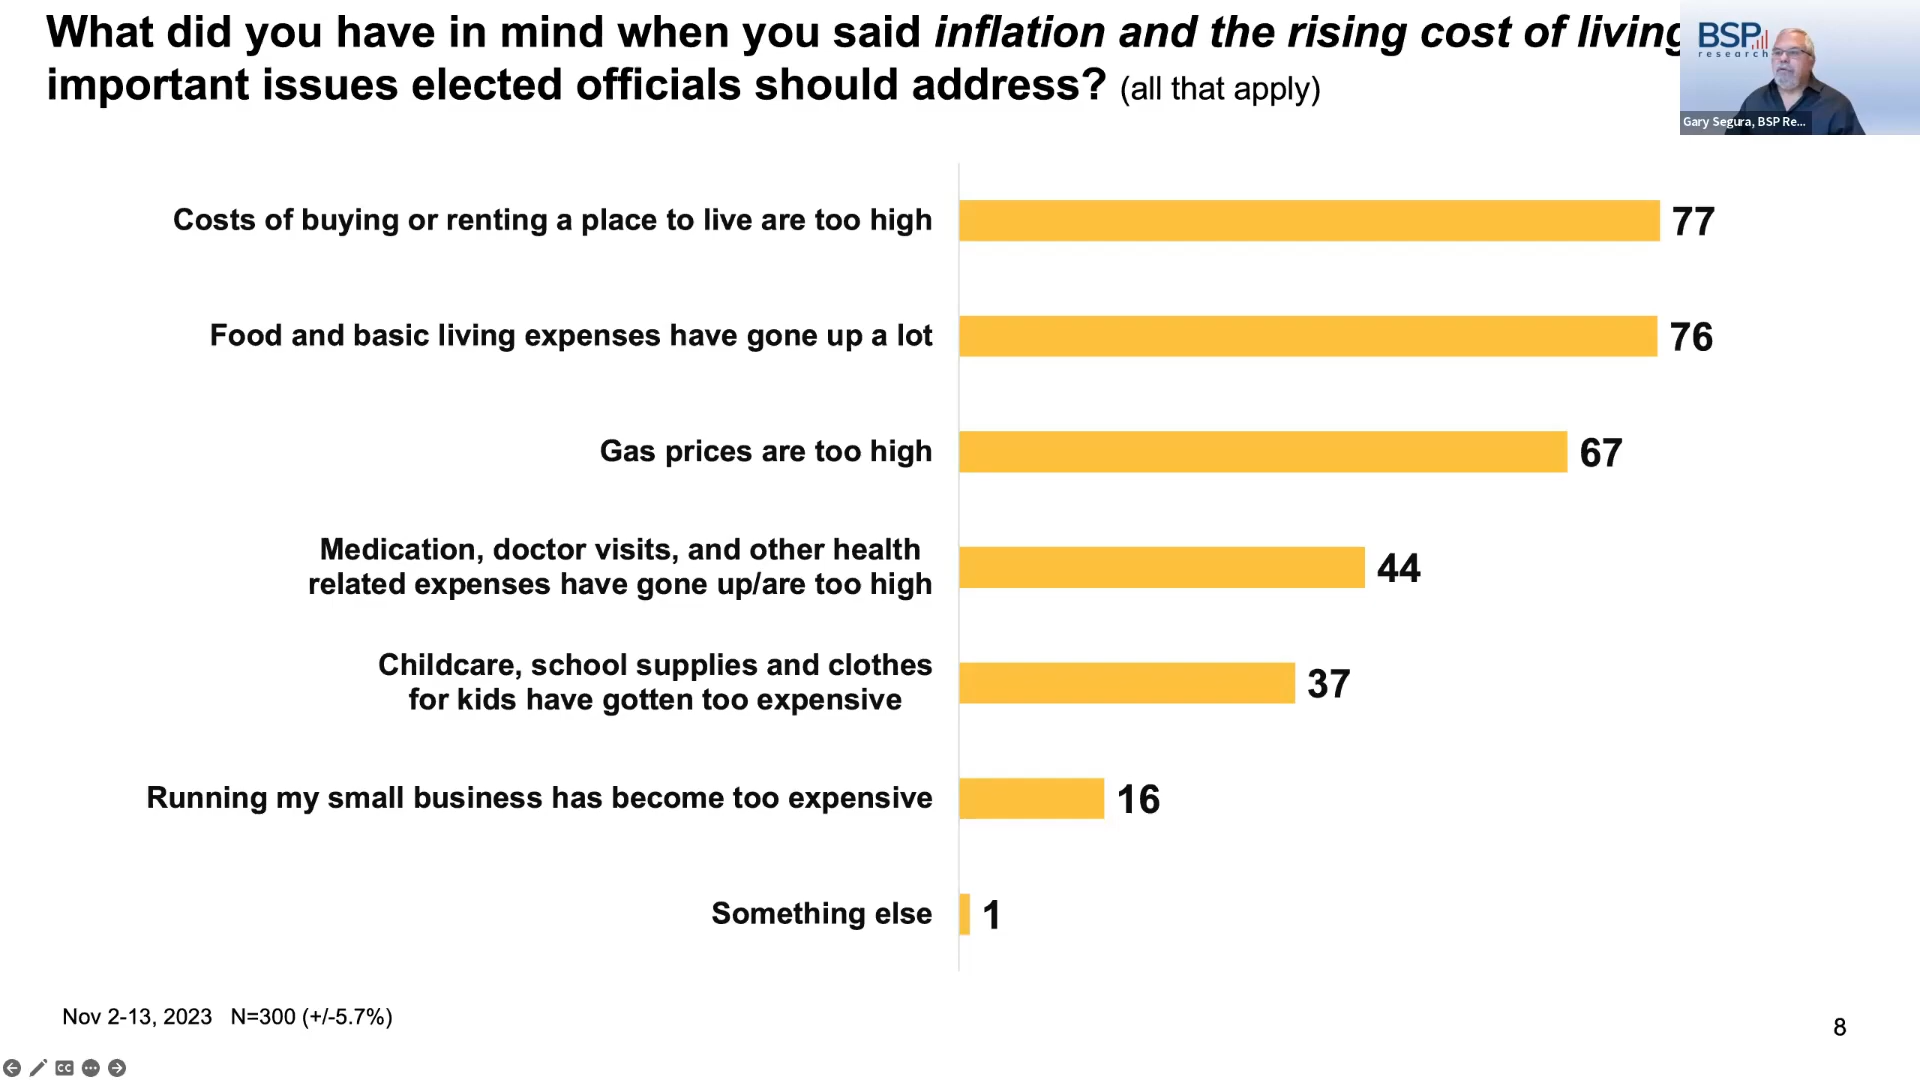 What did you have in mind when you said inflation and the rising cost of living
important issues elected officials should address? (all that apply)
BSP
research
Gary Segura, BSP Re...
Costs of buying or renting a place to live are too high
77
Food and basic living expenses have gone up a lot
76
Gas prices are too high
67
Medication, doctor visits, and other health
related expenses have gone up/are too high
44
Childcare, school supplies and clothes
for kids have gotten too expensive
37
Running my small business has become too expensive
16
Something else
1
Nov 2-13, 2023 N=300 (+/-5.7%)
8
CC